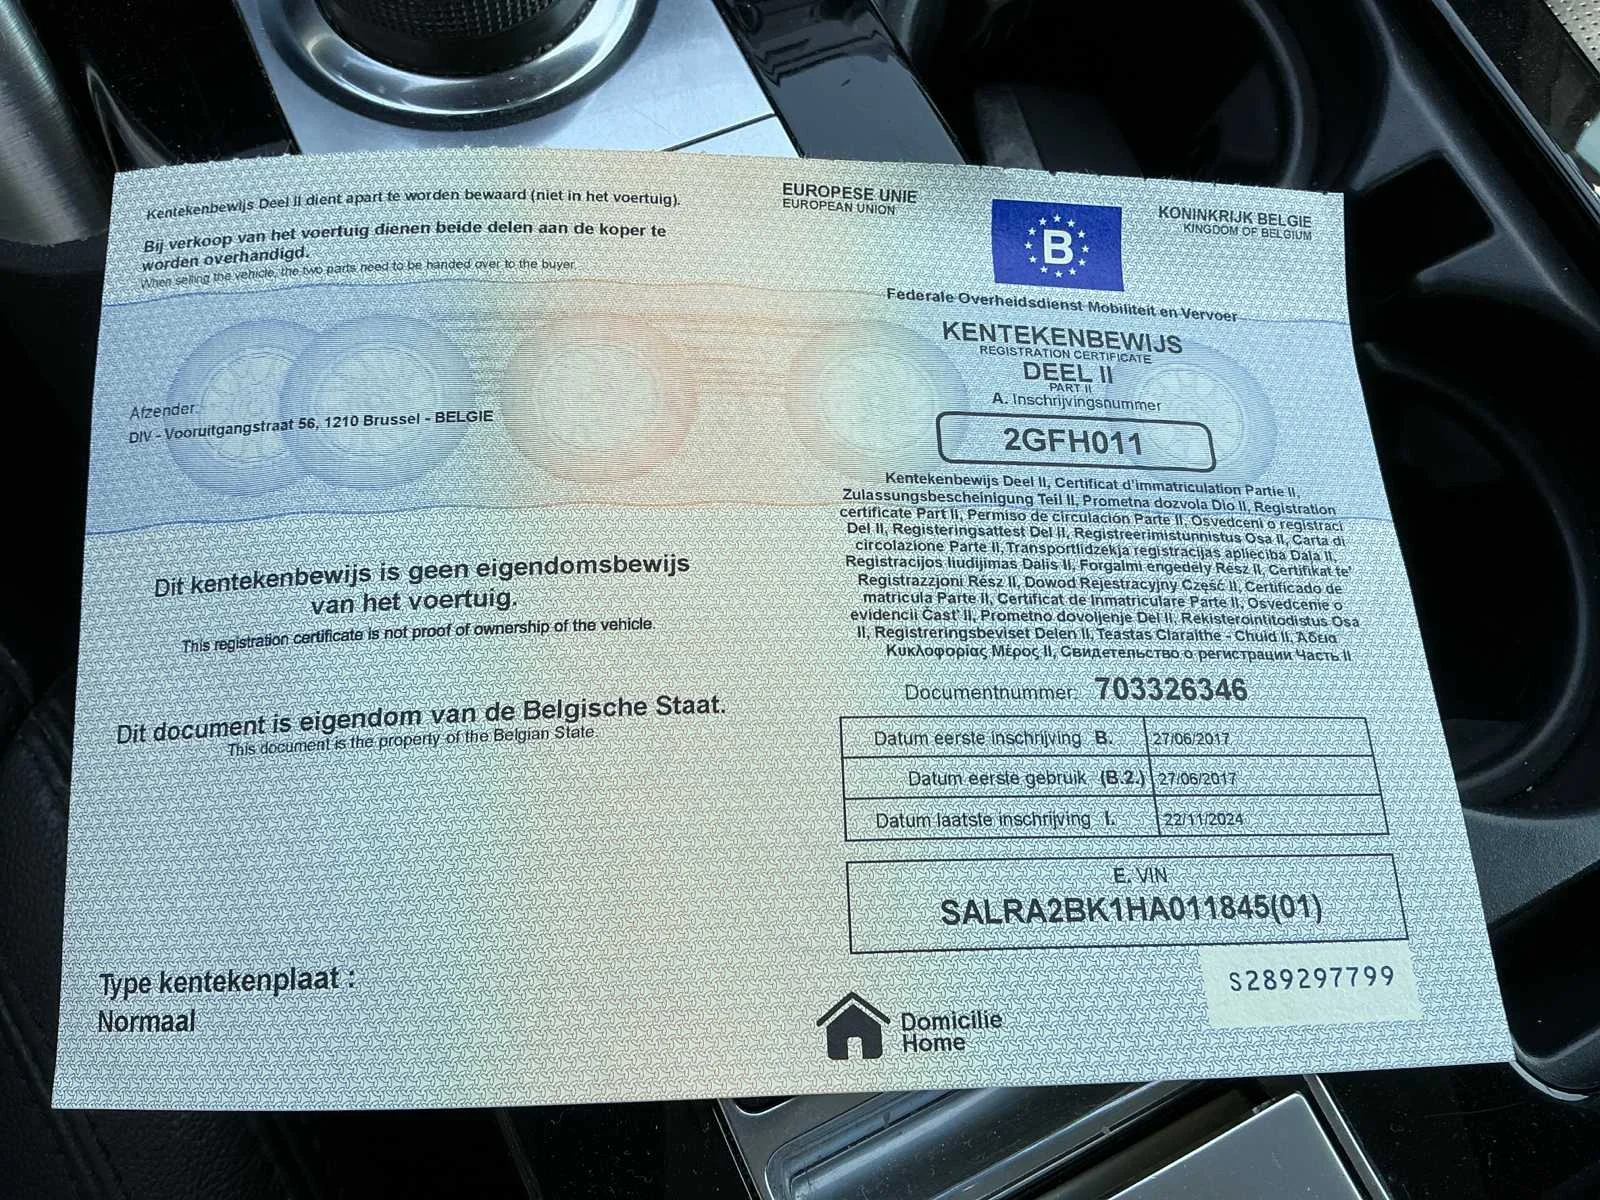 Kentekenbewijs Deel II dient apart te worden bewaard (niet in het voertuig).
Bij verkoop van het voertuig dienen beide delen aan de koper te
worden overhandigd.
When selling the vehicle, the two parts need to be handed over to the buyer.
Afzender:
DIV - Vooruitgangstraat 56, 1210 Brussel - BELGIE
Dit kentekenbewijs is geen eigendomsbewijs
van het voertuig.
This registration certificate is not proof of ownership of the vehicle.
Dit document is eigendom van de Belgische Staat.
This document is the property of the Belgian State.
Type kentekenplaat :
Normaal
EUROPESE UNIE
EUROPEAN UNION
B
KONINKRIJK BELGIE
KINGDOM OF BELGIUM
Federale Overheidsdienst Mobiliteit en Vervoer
KENTEKENBEWIJS
REGISTRATION CERTIFICATE
DEEL II
PART II
A. Inschrijvingsnummer
2GFH011
Kentekenbewijs Deel II, Certificat d'immatriculation Partie II,
Zulassungsbescheinigung Teil II, Prometna dozvola Dio II, Registration
certificate Part II, Permiso de circulación Parte II, Osvedceni o registraci
Del II, Registeringsattest Del II, Registreerimistunnistus Osa II, Carta di
circolazione Parte II, Transportlidzekja registracijas aplieciba Dala II,
Registracijos liudijimas Dalis II, Forgalmi engedely Resz II, Certifikat te'
Registrazzjoni Rész II, Dowod Rejestracyjny Część II, Certificado de
matricula Parte II, Certificat de Inmatriculare Parte II, Osvedcenie o
evidencii Cast' II, Prometno dovoljenje Del II, Rekisterointitodistus Osa
II, Registreringsbeviset Delen II, Teastas Claraithe - Chuid II, Άδεια
Κυκλοφορίας Μέρος II, Свидетельство о регистрации Часть II
Documentnummer: 703326346
Datum eerste inschrijving B. 27/06/2017
Datum eerste gebruik (B.2.) 27/06/2017
Datum laatste inschrijving I. 22/11/2024
E. VIN
SALRA2BK1HA011845(01)
S289297799
Domicilie
Home